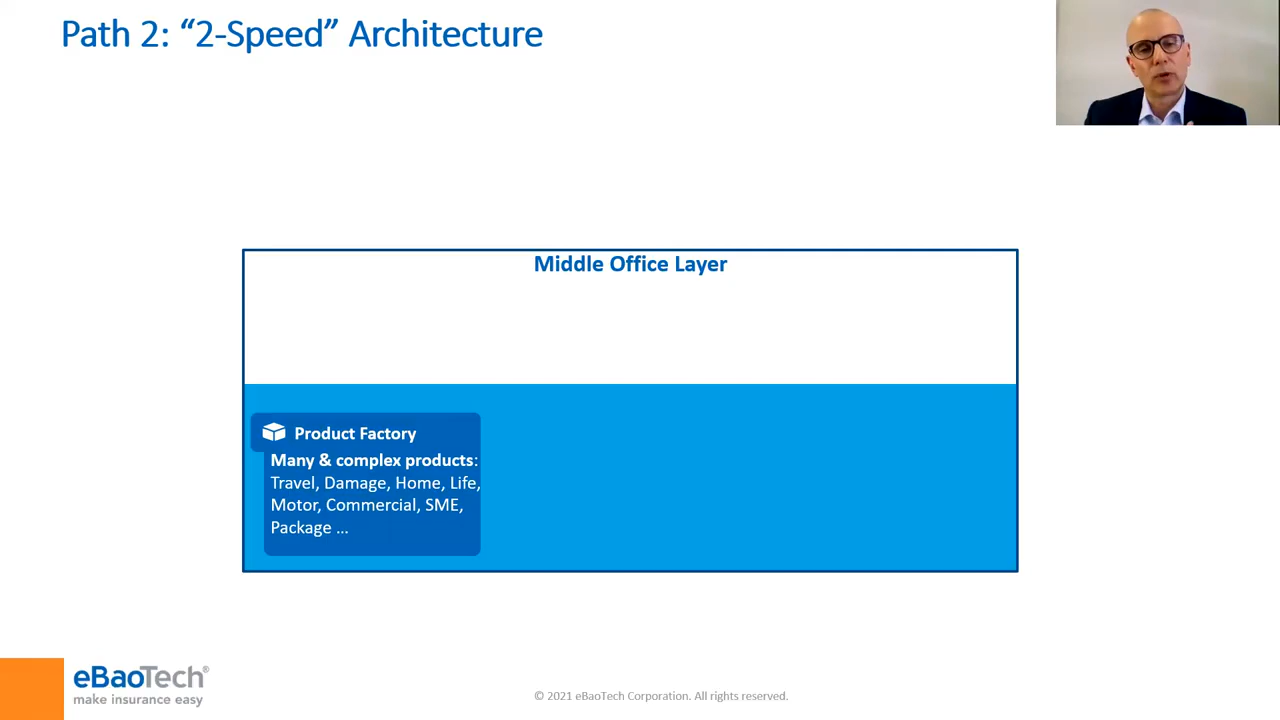 Path 2: “2-Speed” Architecture
Middle Office Layer
Product Factory
Many & complex products:
Travel, Damage, Home, Life,
Motor, Commercial, SME,
Package ...
eBaoTech®
make insurance easy
© 2021 eBaoTech Corporation. All rights reserved.